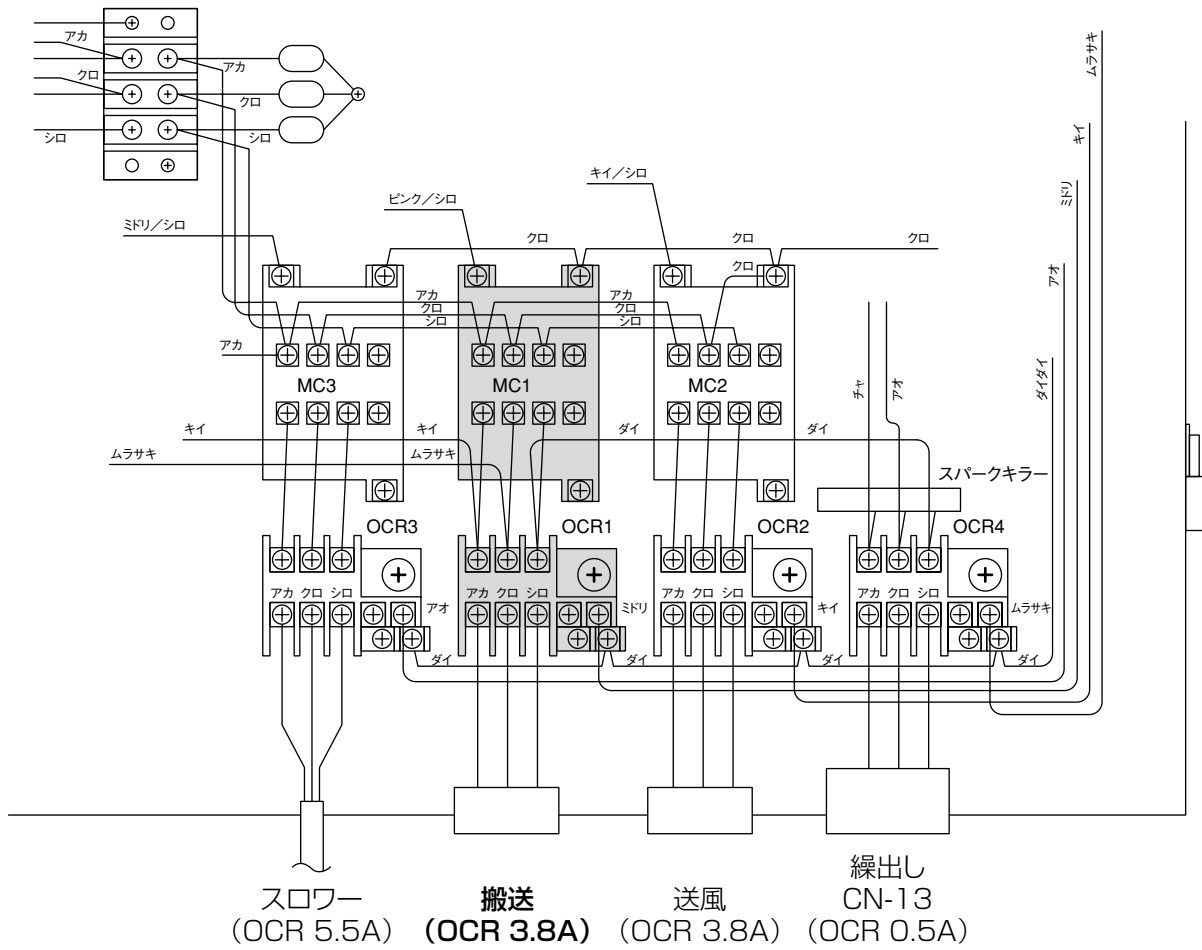 アカ
アカ
クロ
クロ
シロ
シロ
ムラサキ
キイ
ミドリ
アオ
ダイダイ
キイ／シロ
ピンク／シロ
ミドリ／シロ
クロ
クロ
クロ
クロ
アカ
アカ
クロ
クロ
シロ
シロ
アカ
MC3
MC1
MC2
チャ
アオ
キイ
キイ
ダイ
ダイ
ムラサキ
ムラサキ
スパークキラー
OCR3
OCR1
OCR2
OCR4
アカ クロ シロ
アオ
アカ クロ シロ
ミドリ
アカ クロ シロ
キイ
ムラサキ
ダイ
ダイ
ダイ
ダイ
スロワー
（OCR 5.5A）
搬送
（OCR 3.8A）
送風
（OCR 3.8A）
繰出し
CN-13
（OCR 0.5A）